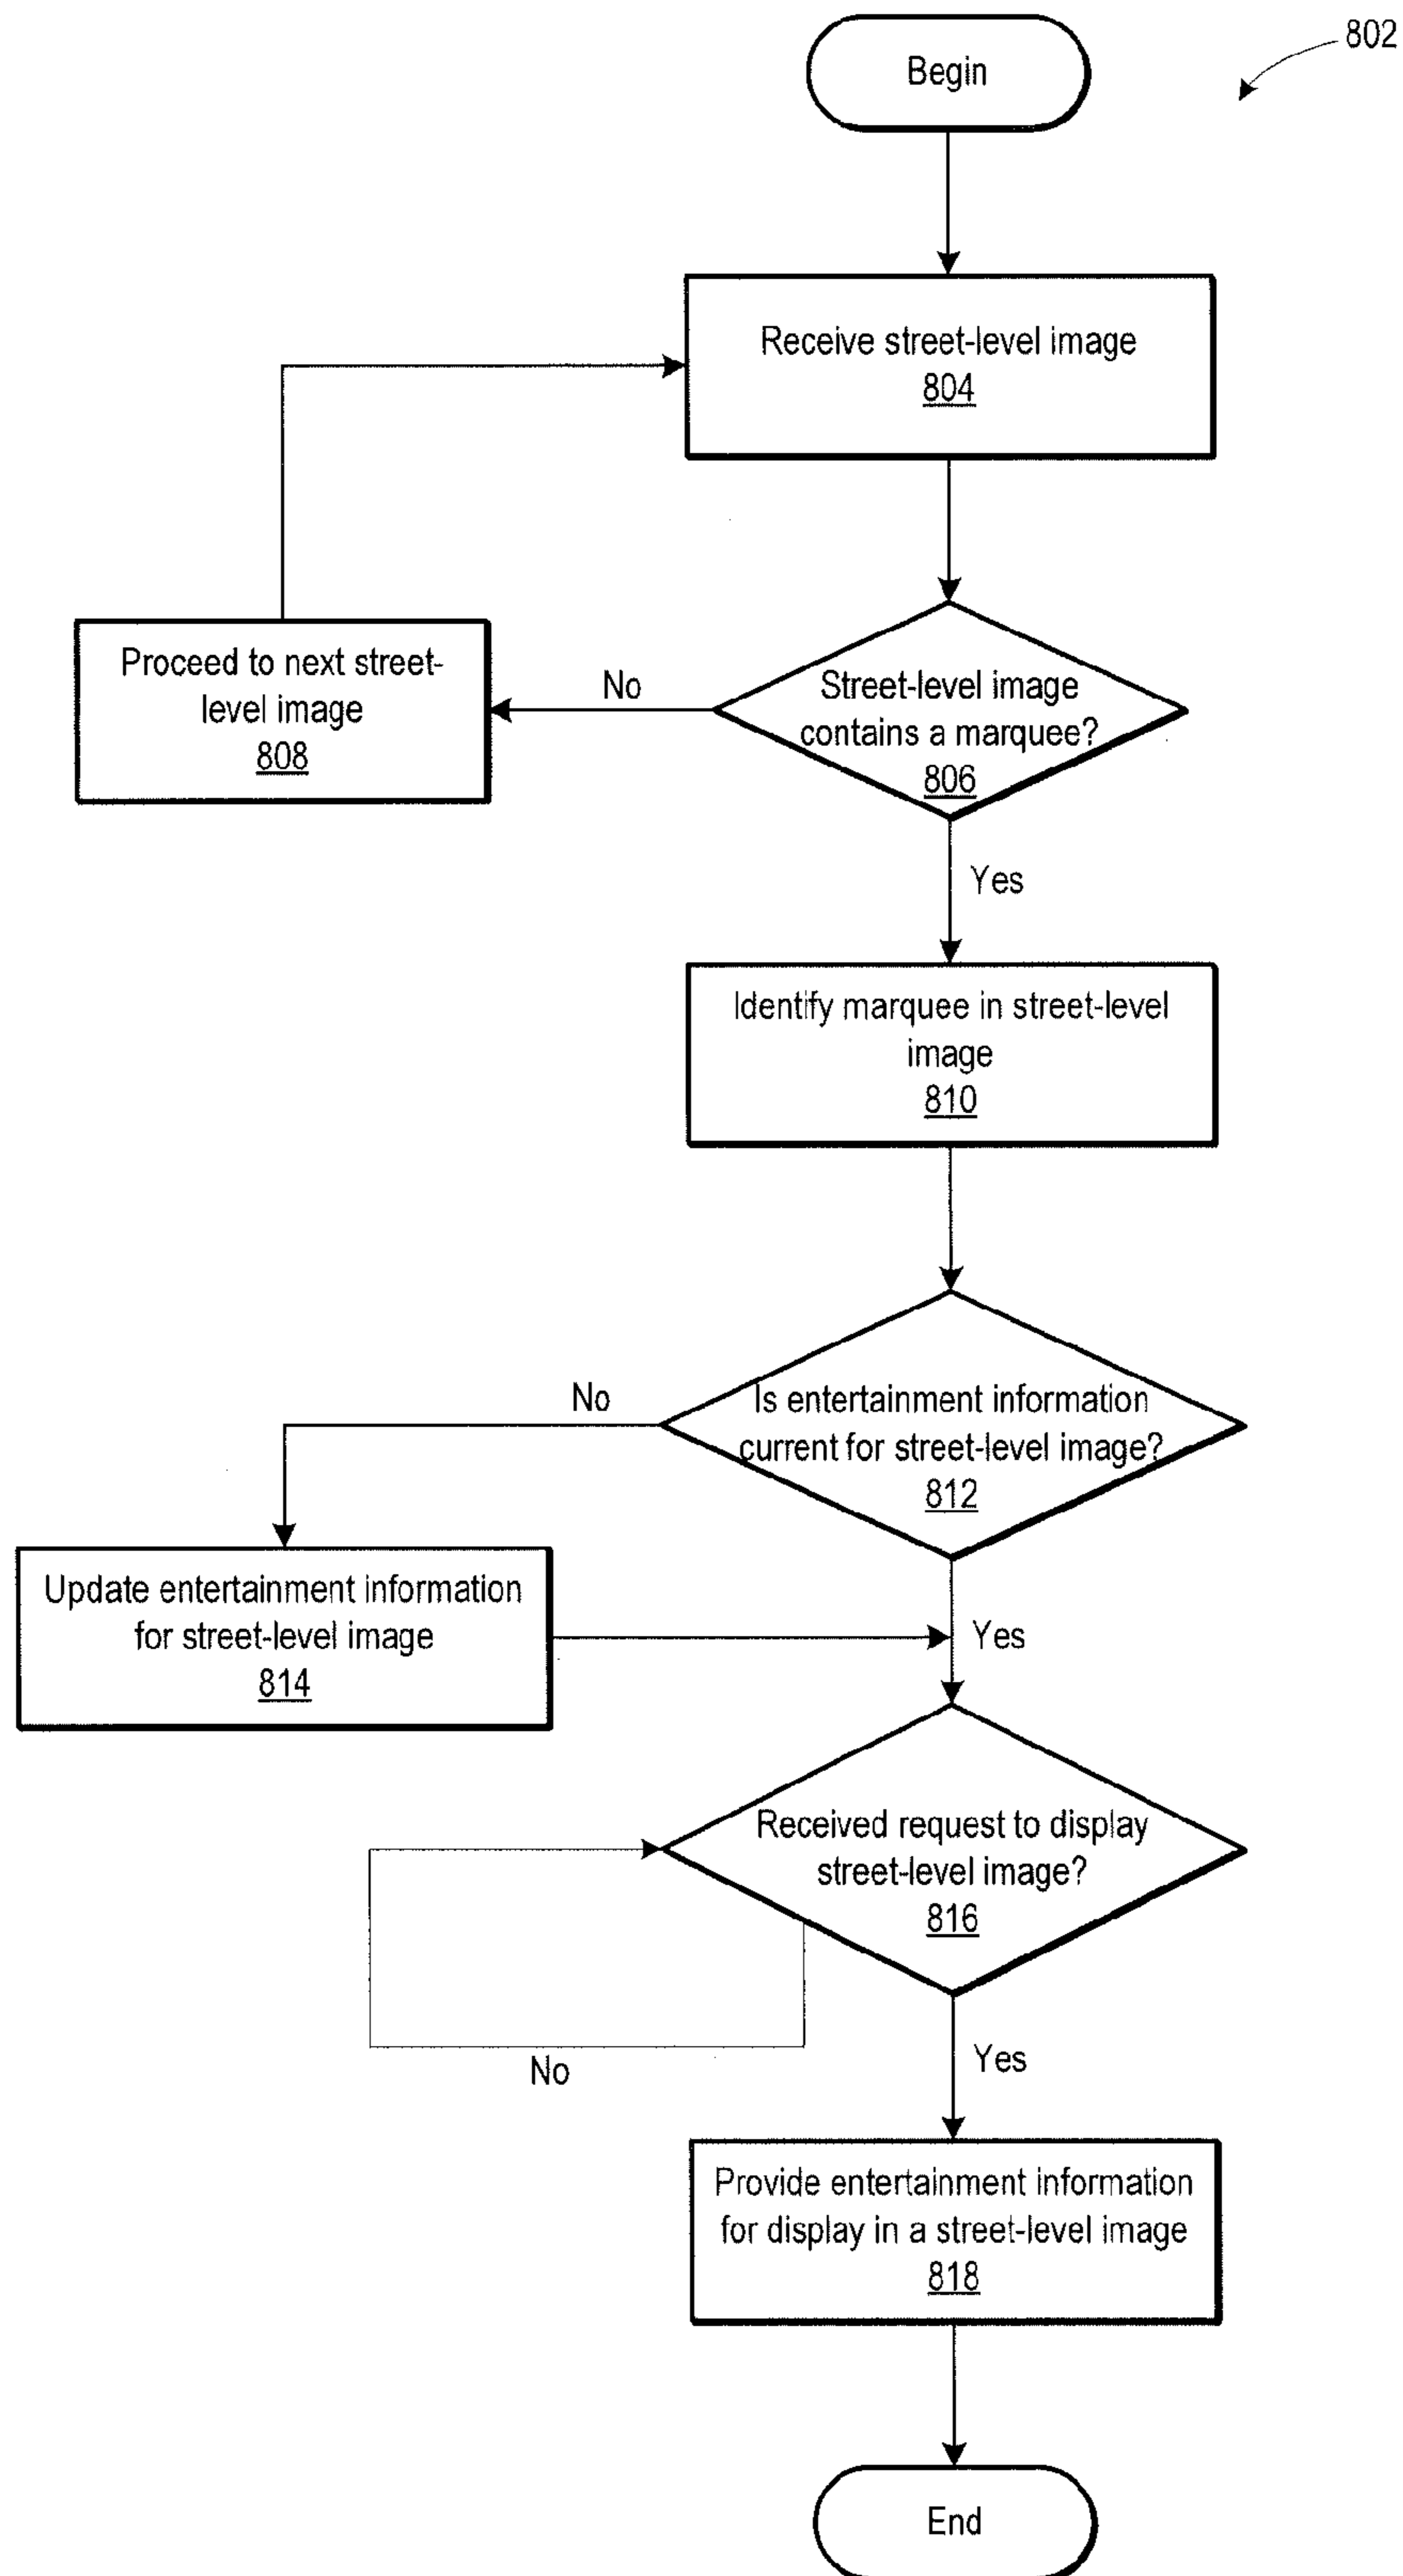 802
Begin
Receive street-level image
804
Street-level image
contains a marquee?
806
No
Proceed to next street-
level image
808
Yes
Identify marquee in street-level
image
810
Is entertainment information
current for street-level image?
812
No
Update entertainment information
for street-level image
814
Yes
Received request to display
street-level image?
816
No
Yes
Provide entertainment information
for display in a street-level image
818
End